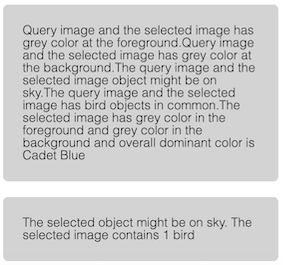 Query image and the selected image has
grey color at the foreground.Query image
and the selected image has grey color at
the background.The query image and the
selected image object might be on
sky.The query image and the selected
image has bird objects in common.The
selected image has grey color in the
foreground and grey color in the
background and overall dominant color is
Cadet Blue
The selected object might be on sky. The
selected image contains 1 bird